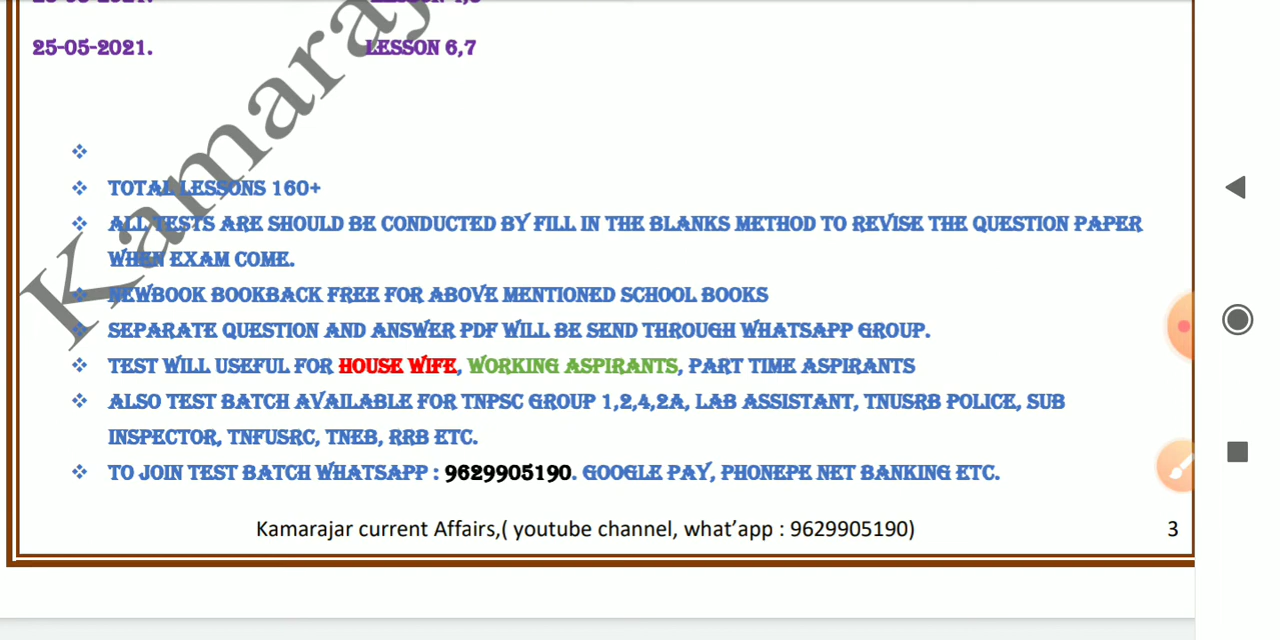 25-05-2021. LESSON 6,7
TOTAL LESSONS 160+
ALL TESTS ARE SHOULD BE CONDUCTED BY FILL IN THE BLANKS METHOD TO REVISE THE QUESTION PAPER
WHEN EXAM COME.
NEWBOOK BOOKBACK FREE FOR ABOVE MENTIONED SCHOOL BOOKS
SEPARATE QUESTION AND ANSWER PDF WILL BE SEND THROUGH WHATSAPP GROUP.
TEST WILL USEFUL FOR HOUSE WIFE, WORKING ASPIRANTS, PART TIME ASPIRANTS
ALSO TEST BATCH AVAILABLE FOR TNPSC GROUP 1,2,4,2A, LAB ASSISTANT, TNUSRB POLICE, SUB
INSPECTOR, TNFUSRC, TNEB, RRB ETC.
TO JOIN TEST BATCH WHATSAPP : 9629905190. GOOGLE PAY, PHONEPE NET BANKING ETC.
Kamarajar current Affairs,( youtube channel, what’app : 9629905190) 3
Kamaraj